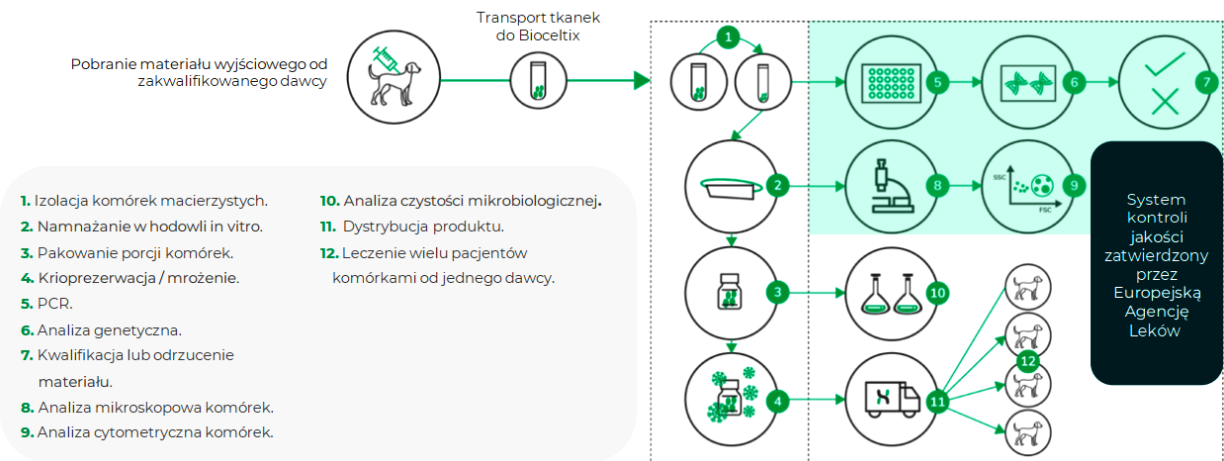 Transport tkanek
do Bioceltix
Pobranie materiału wyjściowego od
zakwalifikowanego dawcy
1
5
6
7
2
8
9
SSC
FSC
3
10
4
11
12
System
kontroli
jakości
zatwierdzony
przez
Europejską
Agencję
Leków
1. Izolacja komórek macierzystych.
2. Namnażanie w hodowli in vitro.
3. Pakowanie porcji komórek.
4. Krioprezerwacja / mrożenie.
5. PCR.
6. Analiza genetyczna.
7. Kwalifikacja lub odrzucenie
materiału.
8. Analiza mikroskopowa komórek.
9. Analiza cytometryczna komórek.
10. Analiza czystości mikrobiologicznej.
11. Dystrybucja produktu.
12. Leczenie wielu pacjentów
komórkami od jednego dawcy.